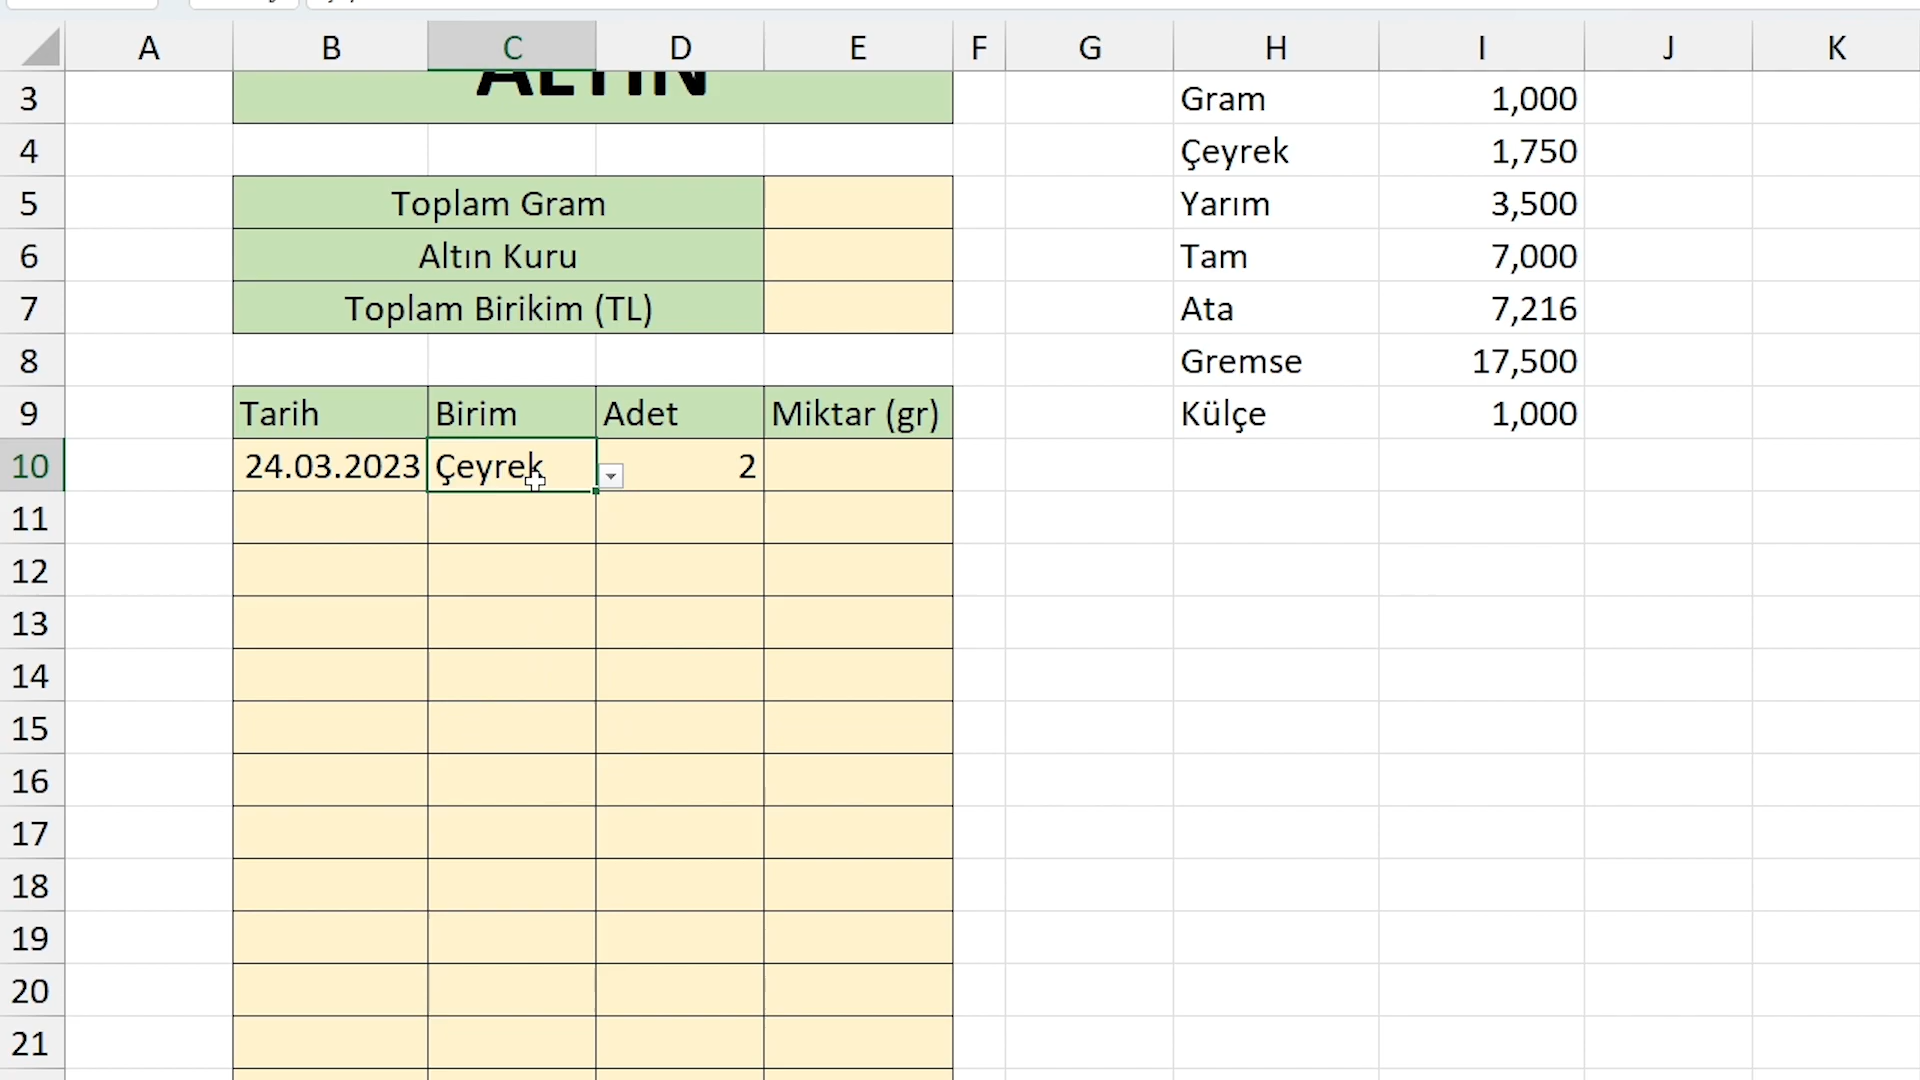 A B C D E F G H I J K
3 ALTIN Gram 1,000
4 Çeyrek 1,750
5 Toplam Gram Yarım 3,500
6 Altın Kuru Tam 7,000
7 Toplam Birikim (TL) Ata 7,216
8 Gremse 17,500
9 Tarih Birim Adet Miktar (gr) Külçe 1,000
10 24.03.2023 Çeyrek 2
11
12
13
14
15
16
17
18
19
20
21